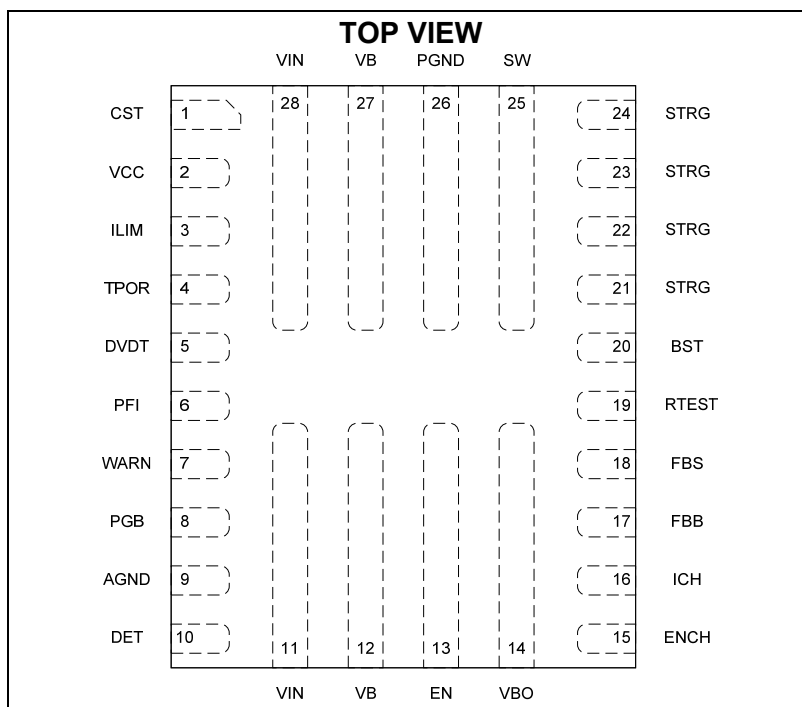 TOP VIEW
VIN VB PGND SW
28 27 26 25
CST 1 24 STRG
VCC 2 23 STRG
ILIM 3 22 STRG
TPOR 4 21 STRG
DVDT 5 20 BST
PFI 6 19 RTEST
WARN 7 18 FBS
PGB 8 17 FBB
AGND 9 16 ICH
DET 10 15 ENCH
11 12 13 14
VIN VB EN VBO